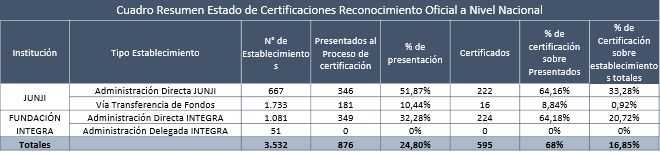 Cuadro Resumen Estado de Certificaciones Reconocimiento Oficial a Nivel Nacional
Institución Tipo Establecimiento N° de Establecimientos Presentados al Proceso de certificación % de presentación Certificados % de certificación sobre Presentados % de Certificación sobre establecimientos totales
JUNJI Administración Directa JUNJI 667 346 51,87% 222 64,16% 33,28%
Vía Transferencia de Fondos 1.733 181 10,44% 16 8,84% 0,92%
FUNDACIÓN INTEGRA Administración Directa INTEGRA 1.081 349 32,28% 224 64,18% 20,72%
Administración Delegada INTEGRA 51 0 0% 0 0% 0%
Totales 3.532 876 24,80% 595 68% 16,85%